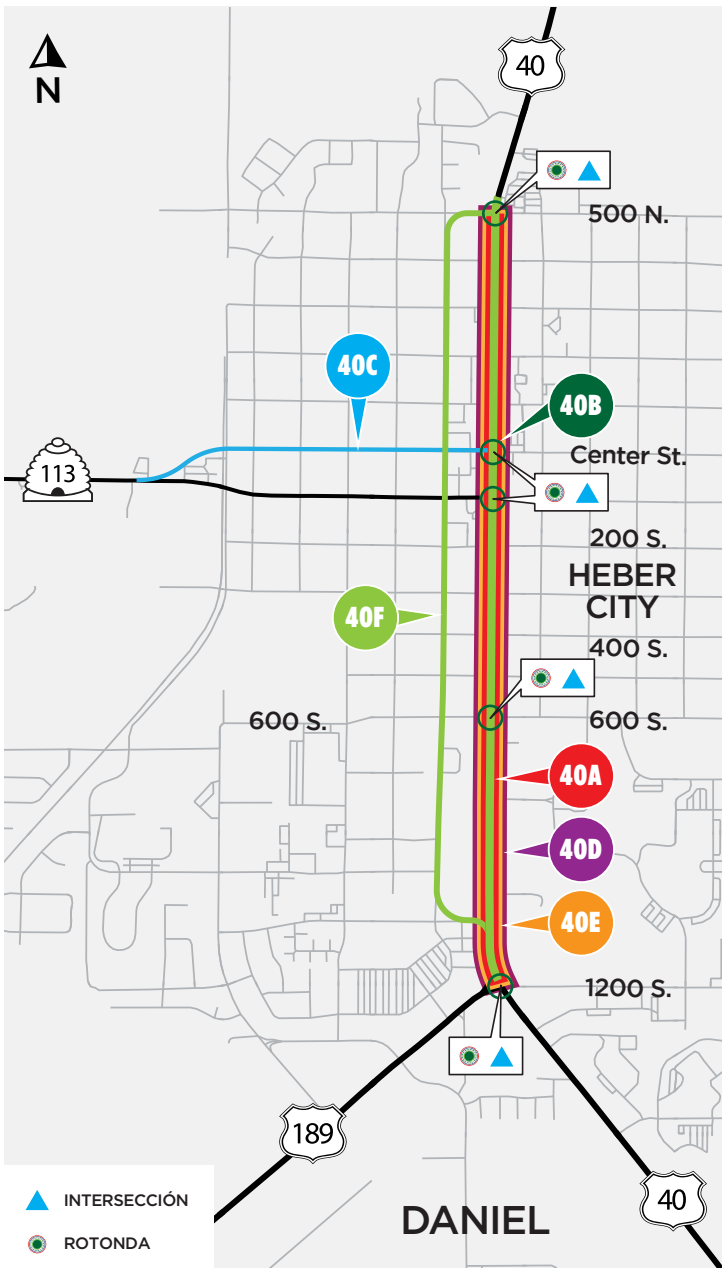 40
N
500 N.
40C
40B
Center St.
113
200 S.
HEBER
CITY
40F
400 S.
600 S.
600 S.
40A
40D
40E
1200 S.
189
40
DANIEL
INTERSECCIÓN
ROTONDA